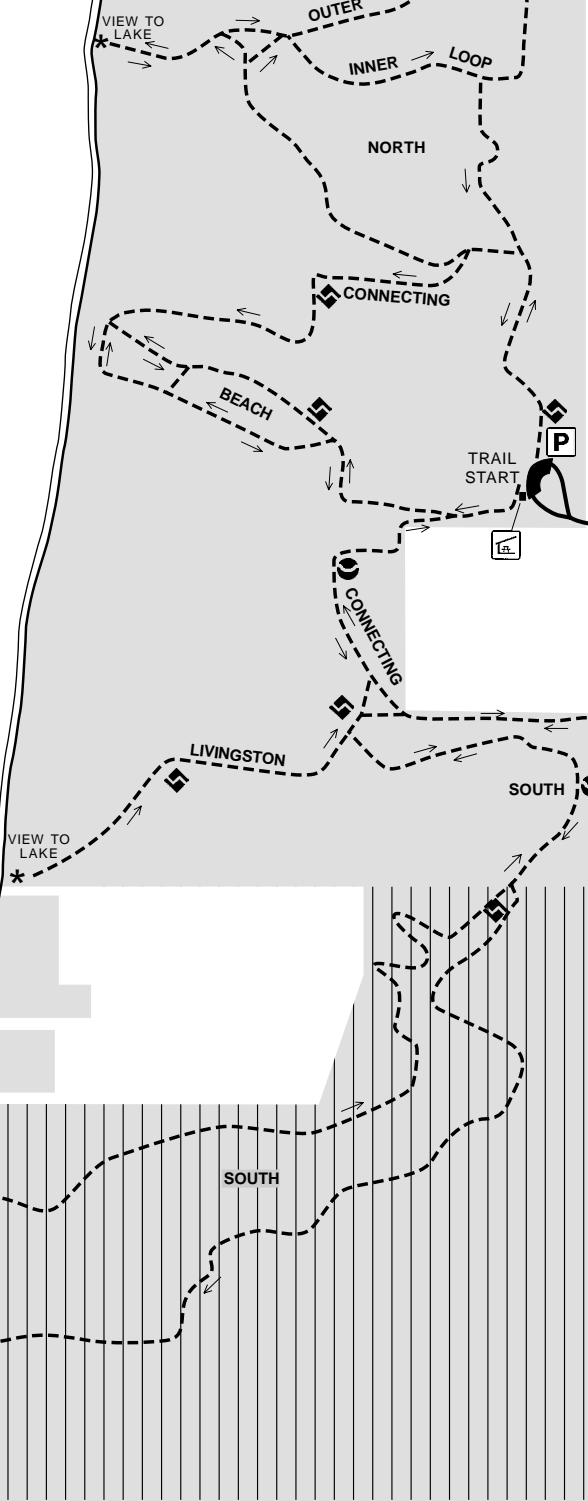 OUTER
VIEW TO
LAKE
INNER LOOP
NORTH
CONNECTING
BEACH
P
TRAIL
START
CONNECTING
LIVINGSTON
SOUTH
VIEW TO
LAKE
SOUTH